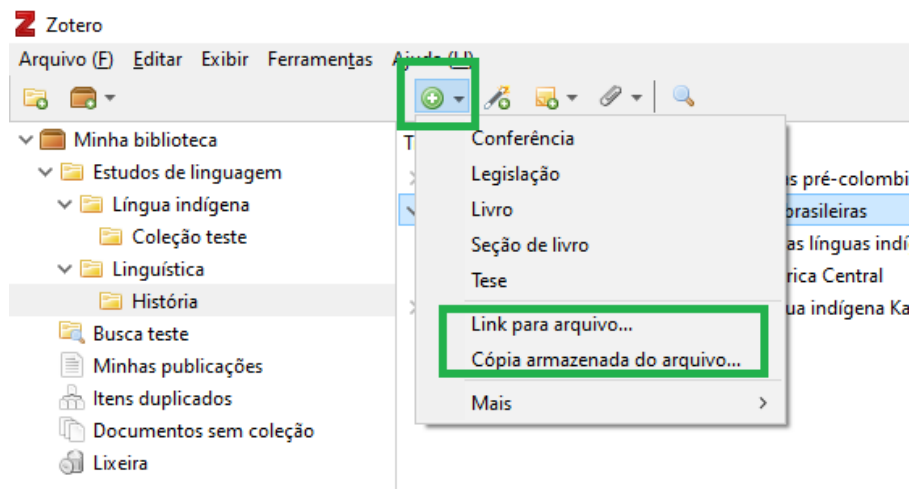 Zotero
Arquivo (F) Editar Exibir Ferramentas Ajuda (U)
Minha biblioteca
Estudos de linguagem
Língua indígena
Coleção teste
Linguística
História
Busca teste
Minhas publicações
Itens duplicados
Documentos sem coleção
Lixeira
T
Conferência
Legislação
Livro
Seção de livro
Tese
Link para arquivo...
Cópia armazenada do arquivo...
Mais
as pré-colombi
brasileiras
as línguas indí
rica Central
ua indígena Ka